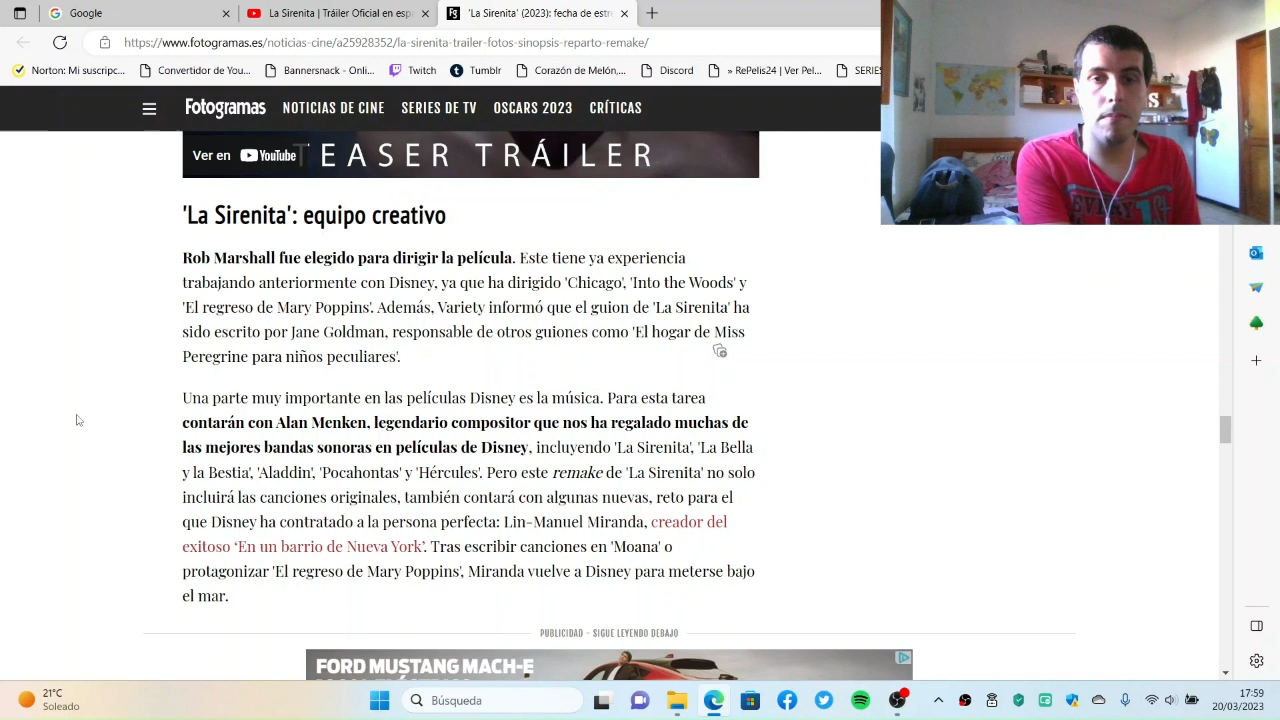 Google
La Sirenita | Tráiler Oficial en espa
'La Sirenita' (2023): fecha de estre
https://www.fotogramas.es/noticias-cine/a25928352/la-sirenita-trailer-fotos-sinopsis-reparto-remake/
Norton: Mi suscripc...
Convertidor de You...
Bannersnack › Onli...
Twitch
Tumblr
Corazón de Melón,...
Discord
» RePelis24 | Ver Pel...
SERIE
Fotogramas NOTICIAS DE CINE SERIES DE TV OSCARS 2023 CRÍTICAS
S
Ver en YouTube TEASER TRÁILER
'La Sirenita': equipo creativo
Rob Marshall fue elegido para dirigir la película. Este tiene ya experiencia
trabajando anteriormente con Disney, ya que ha dirigido 'Chicago', 'Into the Woods' y
'El regreso de Mary Poppins'. Además, Variety informó que el guion de 'La Sirenita' ha
sido escrito por Jane Goldman, responsable de otros guiones como 'El hogar de Miss
Peregrine para niños peculiares'.
Una parte muy importante en las películas Disney es la música. Para esta tarea
contarán con Alan Menken, legendario compositor que nos ha regalado muchas de
las mejores bandas sonoras en películas de Disney, incluyendo 'La Sirenita', 'La Bella
y la Bestia', 'Aladdin', 'Pocahontas' y 'Hércules'. Pero este remake de 'La Sirenita' no solo
incluirá las canciones originales, también contará con algunas nuevas, reto para el
que Disney ha contratado a la persona perfecta: Lin-Manuel Miranda, creador del
exitoso ‘En un barrio de Nueva York’. Tras escribir canciones en 'Moana' o
protagonizar 'El regreso de Mary Poppins', Miranda vuelve a Disney para meterse bajo
el mar.
PUBLICIDAD - SIGUE LEYENDO DEBAJO
FORD MUSTANG MACH-E
21°C
Soleado
Búsqueda
17:59
20/03/2023